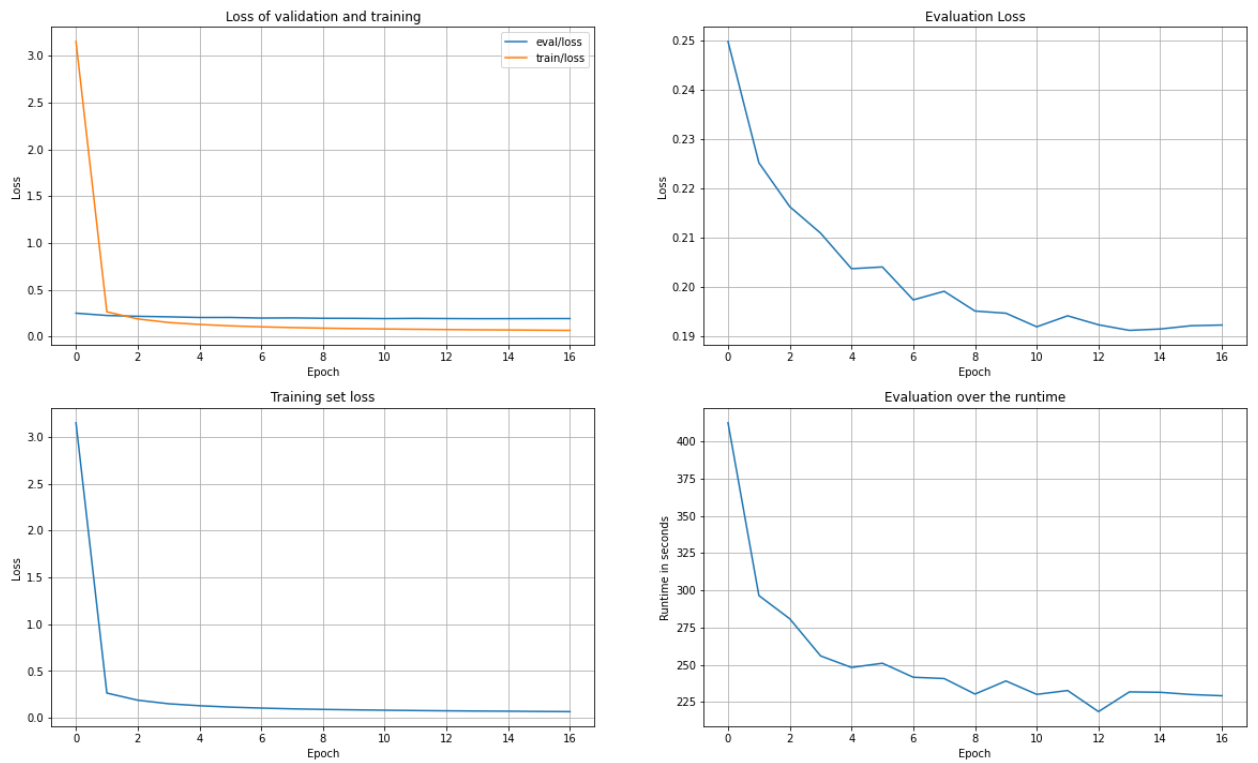 Loss of validation and training
3.0
2.5
2.0
1.5
1.0
0.5
0.0
Loss
eval/loss
train/loss
0 2 4 6 8 10 12 14 16
Epoch
Evaluation Loss
0.25
0.24
0.23
0.22
0.21
0.20
0.19
Loss
0 2 4 6 8 10 12 14 16
Epoch
Training set loss
3.0
2.5
2.0
1.5
1.0
0.5
0.0
Loss
0 2 4 6 8 10 12 14 16
Epoch
Evaluation over the runtime
400
375
350
325
300
275
250
225
Runtime in seconds
0 2 4 6 8 10 12 14 16
Epoch